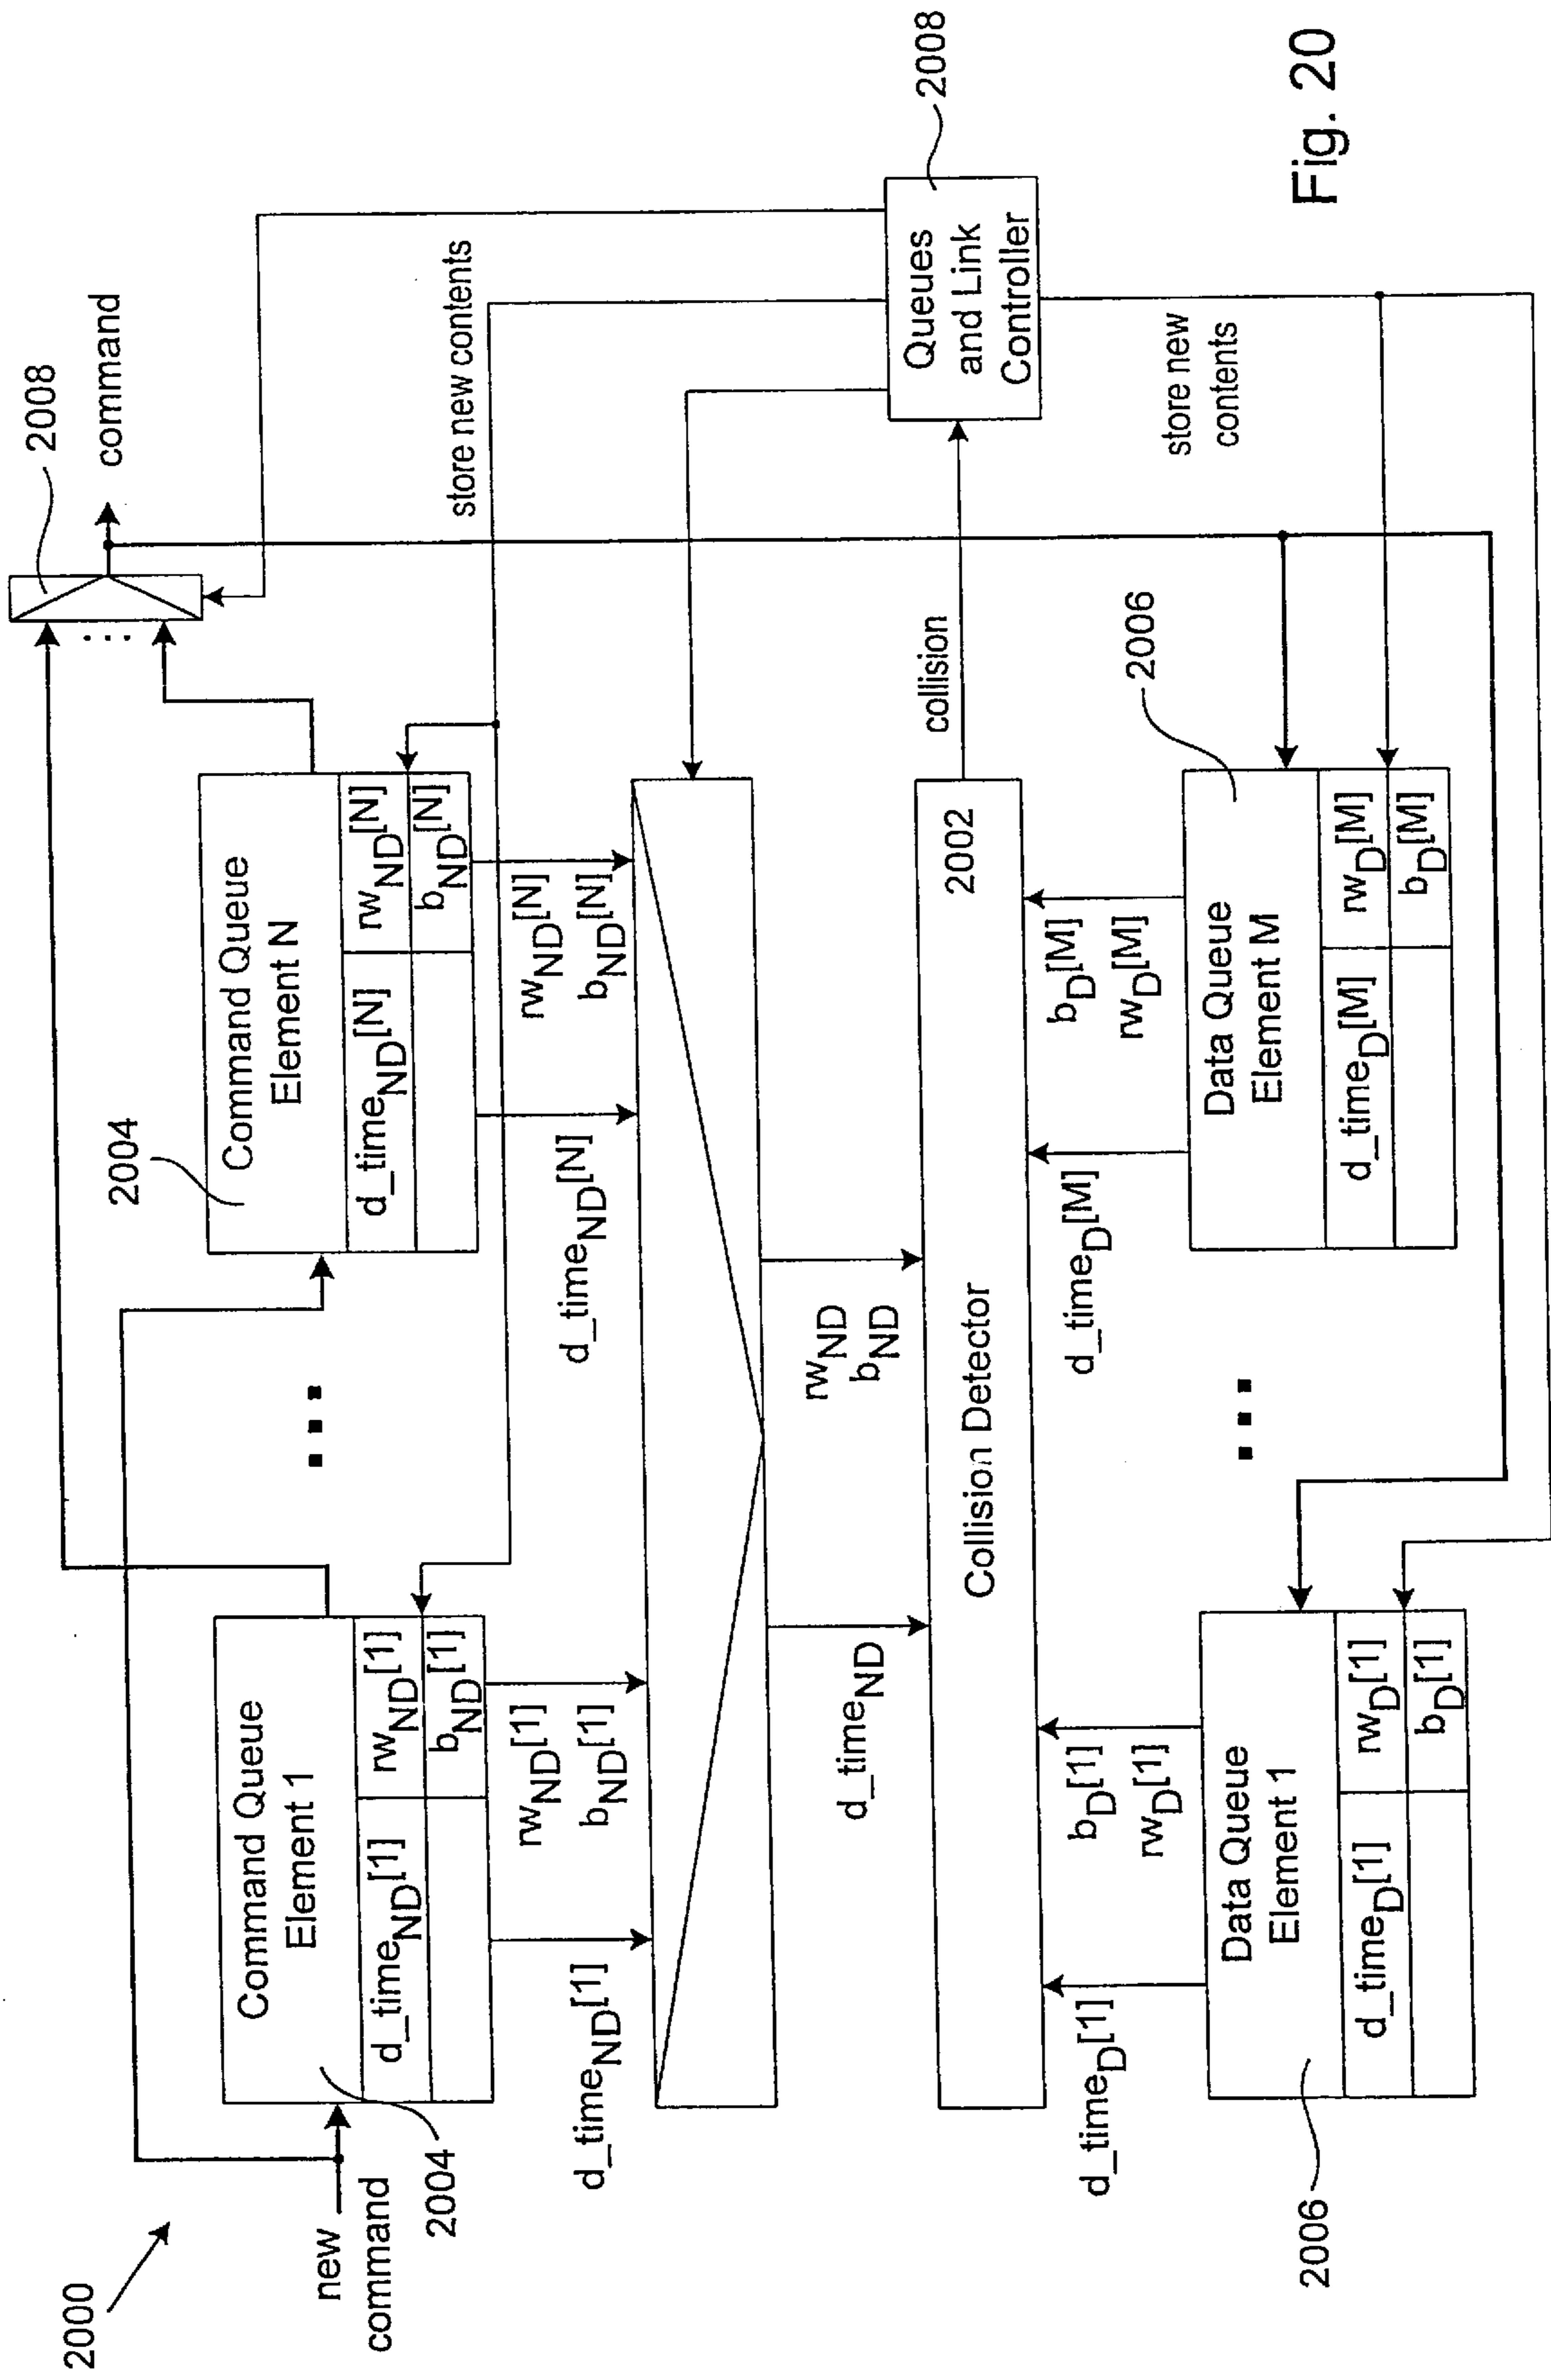 2000
new
command
2004
Command Queue
Element 1
d_timeND[1]
rwND[1]
bND[1]
2004
Command Queue
Element N
d_timeND[N]
rwND[N]
bND[N]
2008
command
store new contents
d_timeND[1]
rwND[1]
bND[1]
d_timeND[N]
rwND[N]
bND[N]
d_timeND
rwND
bND
collision
Queues
and Link
Controller
2008
Collision Detector
2002
d_timeD[1]
bD[1]
rwD[1]
d_timeD[M]
bD[M]
rwD[M]
store new
contents
2006
Data Queue
Element 1
d_timeD[1]
rwD[1]
bD[1]
2006
Data Queue
Element M
d_timeD[M]
rwD[M]
bD[M]
Fig. 20